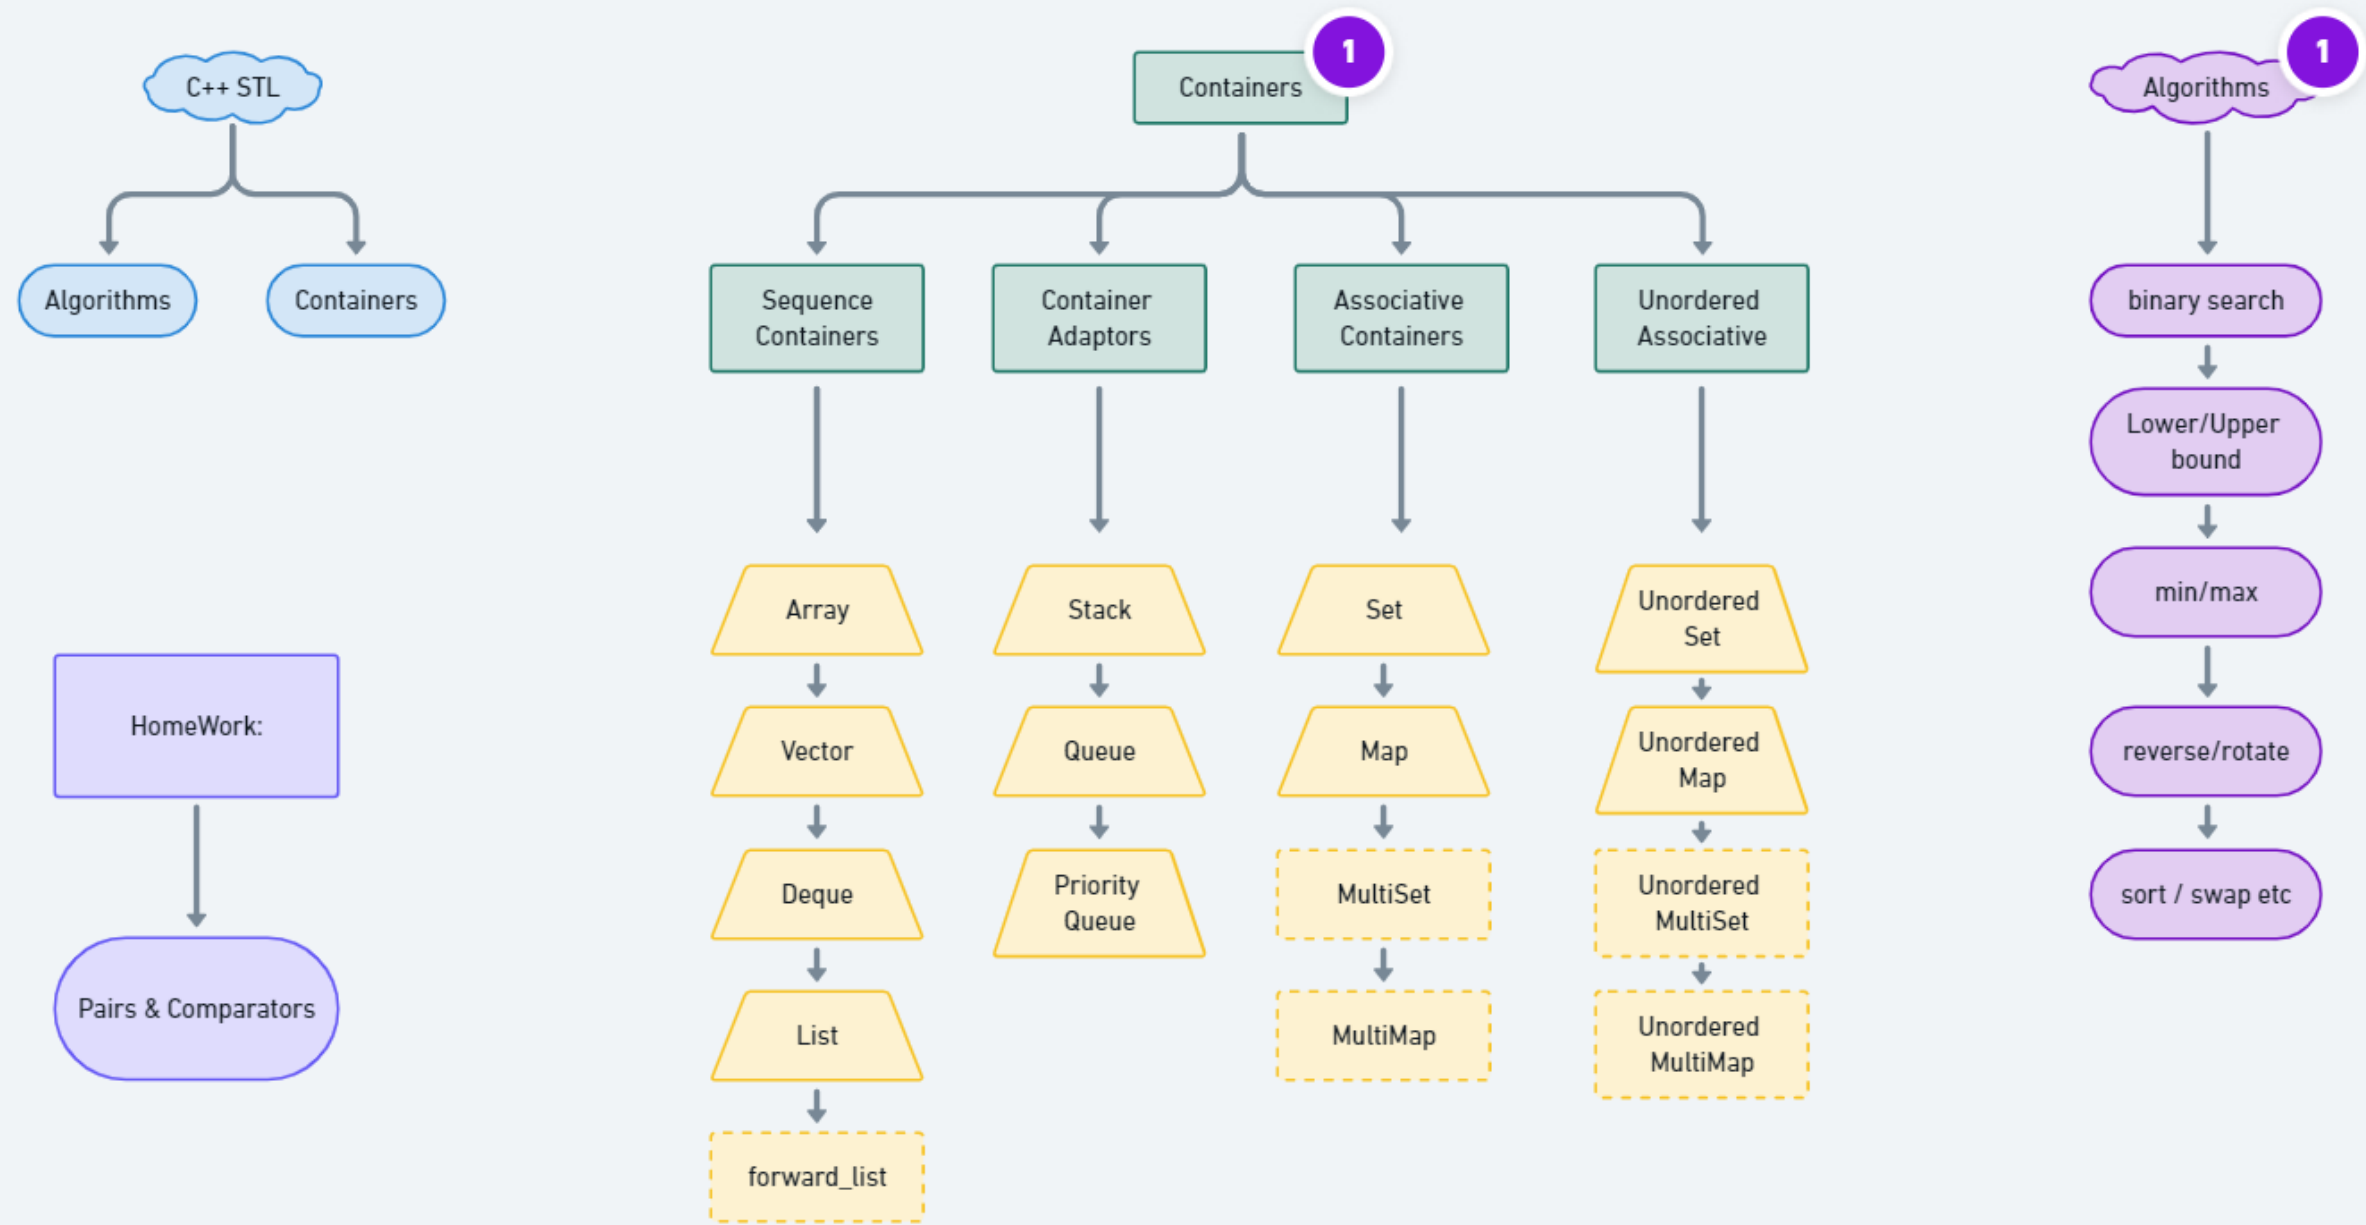 C++ STL
Algorithms
Containers
HomeWork:
Pairs & Comparators
Containers
1
Sequence
Containers
Array
Vector
Deque
List
forward_list
Container
Adaptors
Stack
Queue
Priority
Queue
Associative
Containers
Set
Map
MultiSet
MultiMap
Unordered
Associative
Unordered
Set
Unordered
Map
Unordered
MultiSet
Unordered
MultiMap
Algorithms
1
binary search
Lower/Upper
bound
min/max
reverse/rotate
sort / swap etc